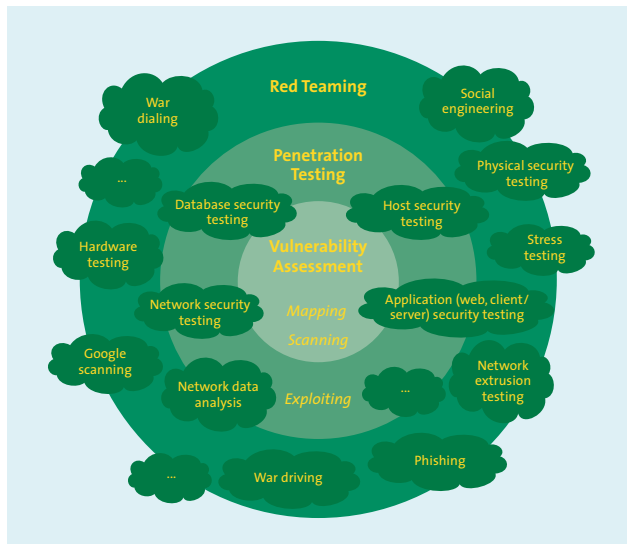 Red Teaming
War
dialing
Social
engineering
Penetration
Testing
...
Physical security
testing
Database security
testing
Host security
testing
Hardware
testing
Vulnerability
Assessment
Stress
testing
Network security
testing
Mapping
Application (web, client/
server) security testing
Scanning
Google
scanning
Network data
analysis
Exploiting
...
Network
extrusion
testing
...
War driving
Phishing